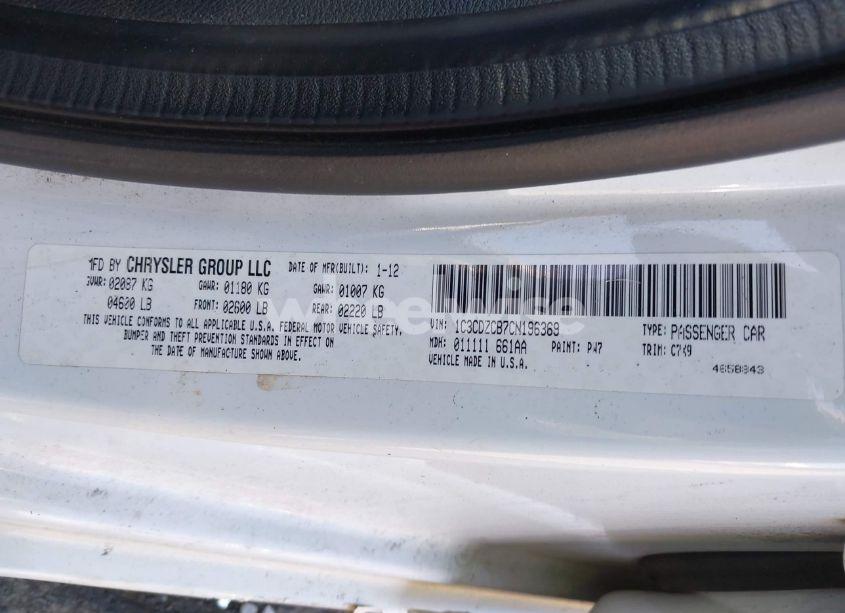 MFD BY CHRYSLER GROUP LLC DATE OF MFR(BUILT): 1-12
GVWR: 02087 KG GAWR: 01180 KG GAWR: 01007 KG
04600 LB FRONT: 02600 LB REAR: 02220 LB
THIS VEHICLE CONFORMS TO ALL APPLICABLE U.S.A. FEDERAL MOTOR VEHICLE SAFETY,
BUMPER AND THEFT PREVENTION STANDARDS IN EFFECT ON
THE DATE OF MANUFACTURE SHOWN ABOVE.
VIN: 1C3CDZCB7CN196369 TYPE: PASSENGER CAR
MDH: 011111 661AA PAINT: PW7 TRIM: C7K9
VEHICLE MADE IN U.S.A. 4658843